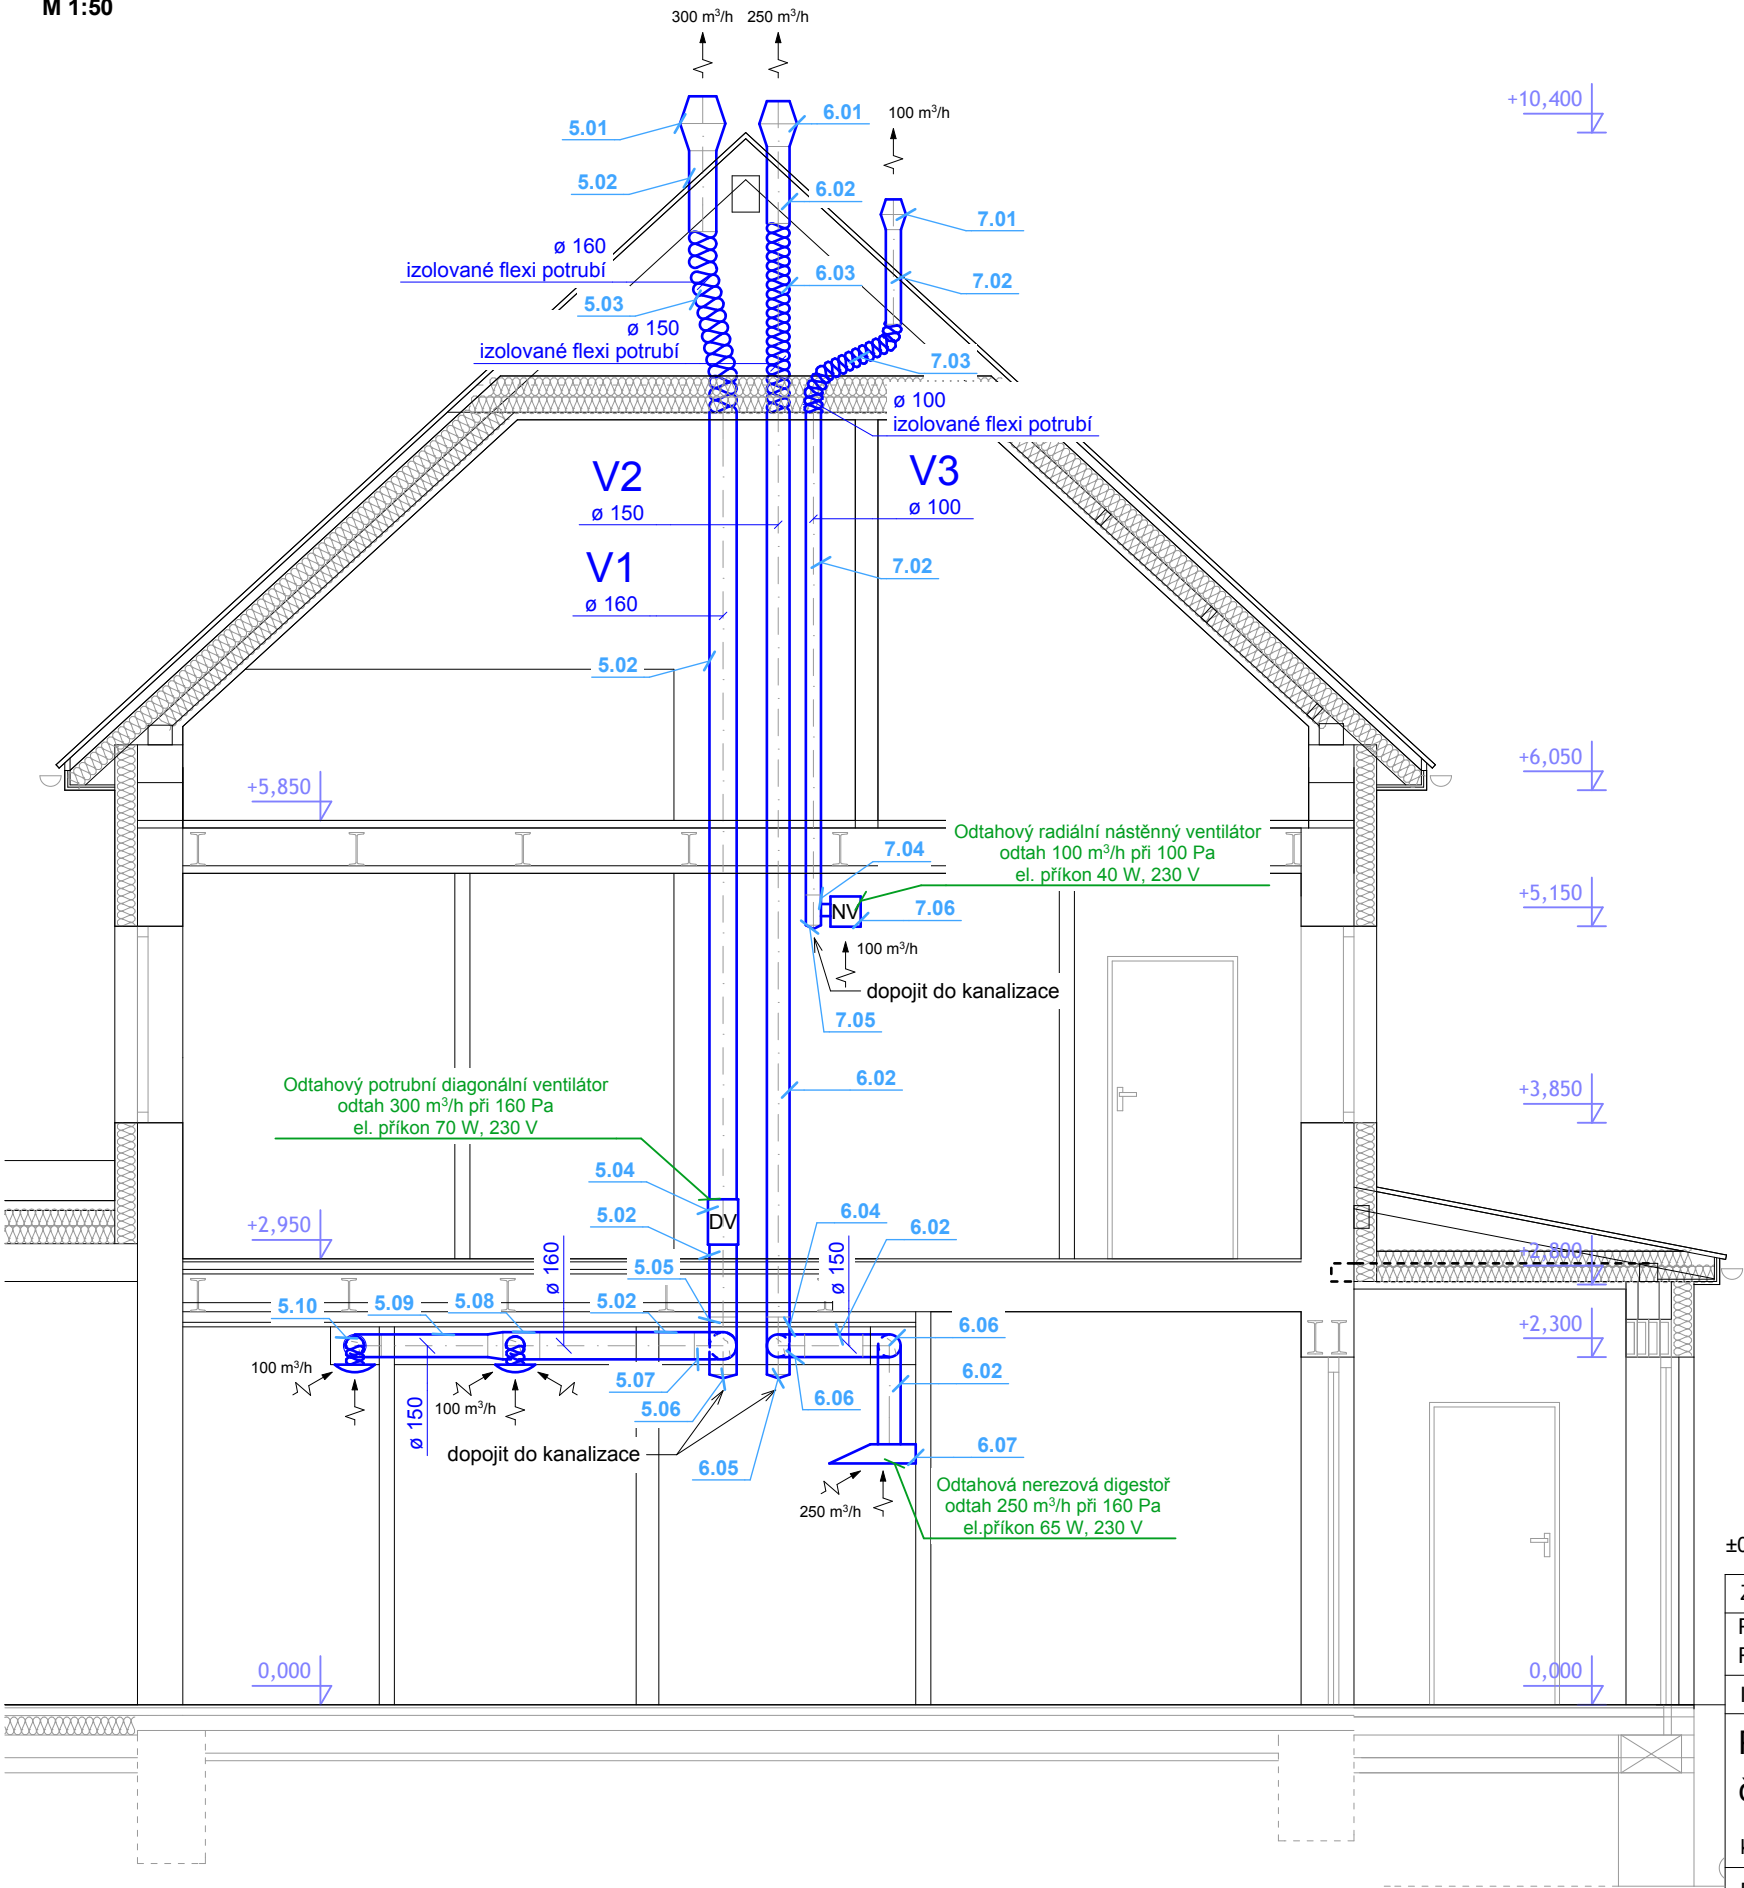 M 1:50
300 m³/h
250 m³/h
+10,400
5.01
6.01
100 m³/h
5.02
6.02
7.01
ø 160
izolované flexi potrubí
6.03
7.02
5.03
ø 150
izolované flexi potrubí
7.03
ø 100
izolované flexi potrubí
V2
ø 150
V3
ø 100
V1
ø 160
7.02
5.02
+5,850
+6,050
Odtahový radiální nástěnný ventilátor
odtah 100 m³/h při 100 Pa
el. příkon 40 W, 230 V
7.04
NV
7.06
+5,150
100 m³/h
dopojit do kanalizace
7.05
Odtahový potrubní diagonální ventilátor
odtah 300 m³/h při 160 Pa
el. příkon 70 W, 230 V
6.02
+3,850
5.04
DV
5.02
6.04
6.02
+2,950
+2,800
ø 160
5.05
ø 150
5.10
5.09
5.08
5.02
6.06
+2,300
100 m³/h
5.07
6.02
ø 150
100 m³/h
5.06
6.06
dopojit do kanalizace
6.05
6.07
250 m³/h
Odtahová nerezová digestoř
odtah 250 m³/h při 160 Pa
el.příkon 65 W, 230 V
0,000
0,000